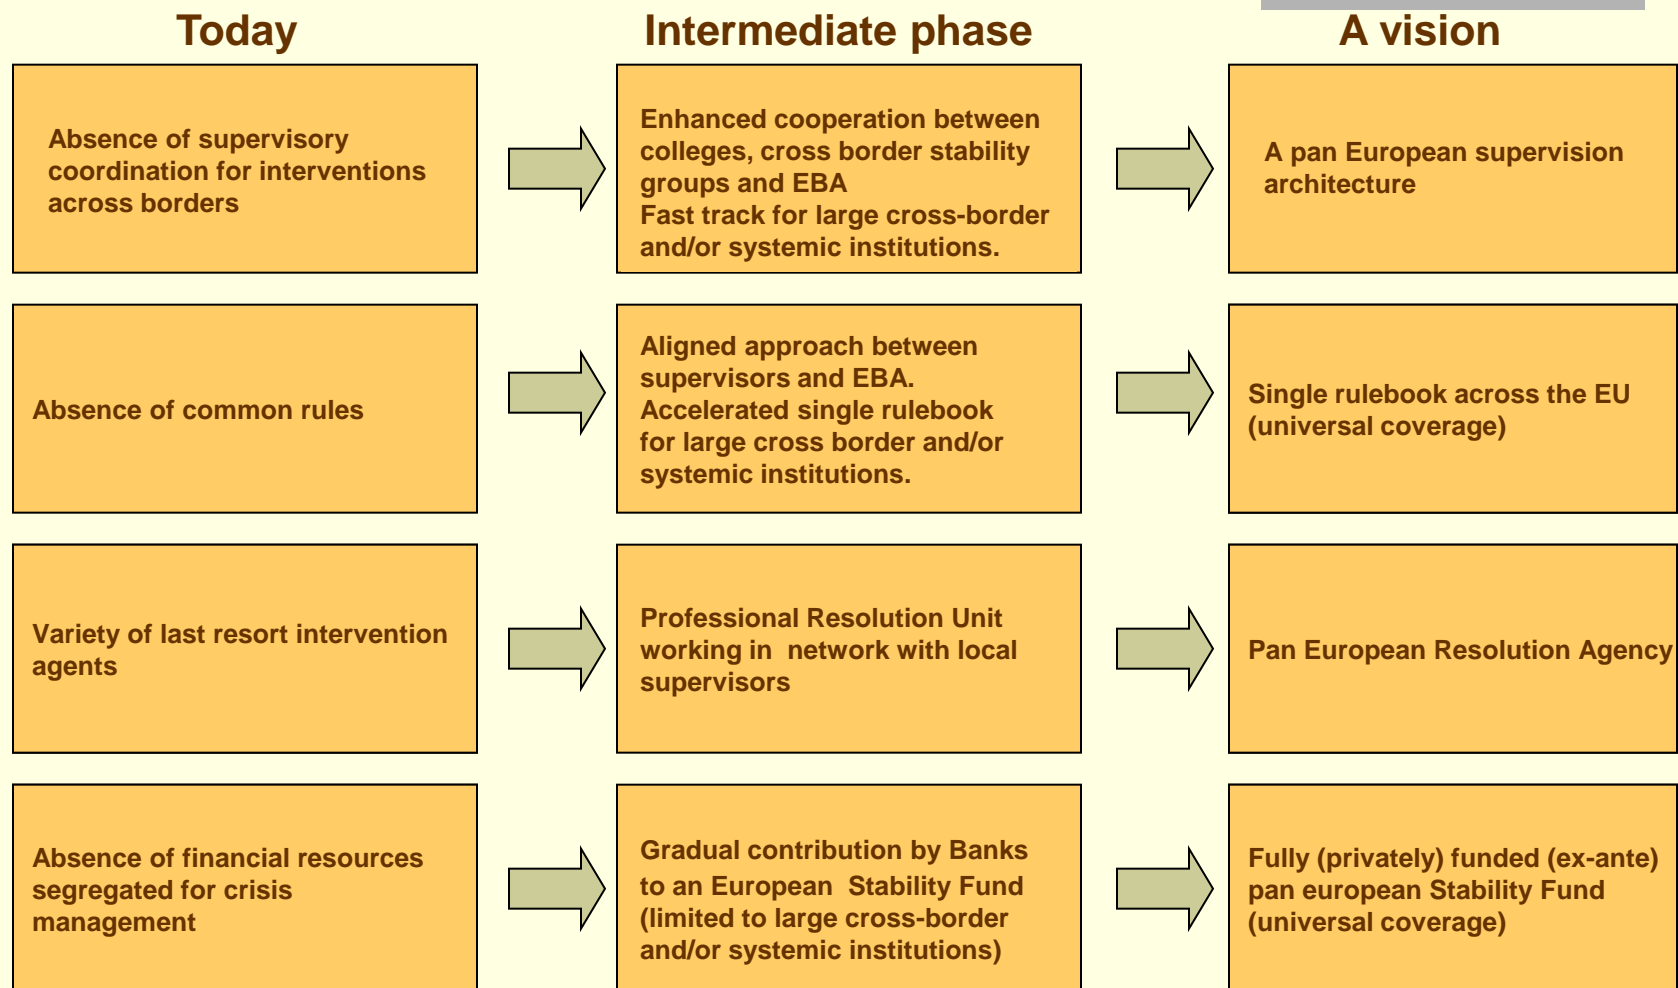 Today
Intermediate phase
A vision
Absence of supervisory
coordination for interventions
across borders
Enhanced cooperation between
colleges, cross border stability
groups and EBA
Fast track for large cross-border
and/or systemic institutions.
A pan European supervision
architecture
Absence of common rules
Aligned approach between
supervisors and EBA.
Accelerated single rulebook
for large cross border and/or
systemic institutions.
Single rulebook across the EU
(universal coverage)
Variety of last resort intervention
agents
Professional Resolution Unit
working in network with local
supervisors
Pan European Resolution Agency
Absence of financial resources
segregated for crisis
management
Gradual contribution by Banks
to an European Stability Fund
(limited to large cross-border
and/or systemic institutions)
Fully (privately) funded (ex-ante)
pan european Stability Fund
(universal coverage)